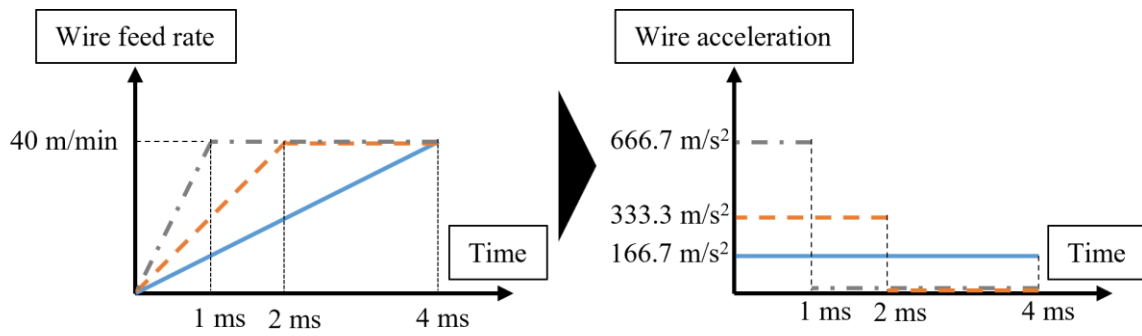 Wire feed rate
40 m/min
Time
1 ms
2 ms
4 ms
Wire acceleration
666.7 m/s²
333.3 m/s²
166.7 m/s²
Time
1 ms
2 ms
4 ms